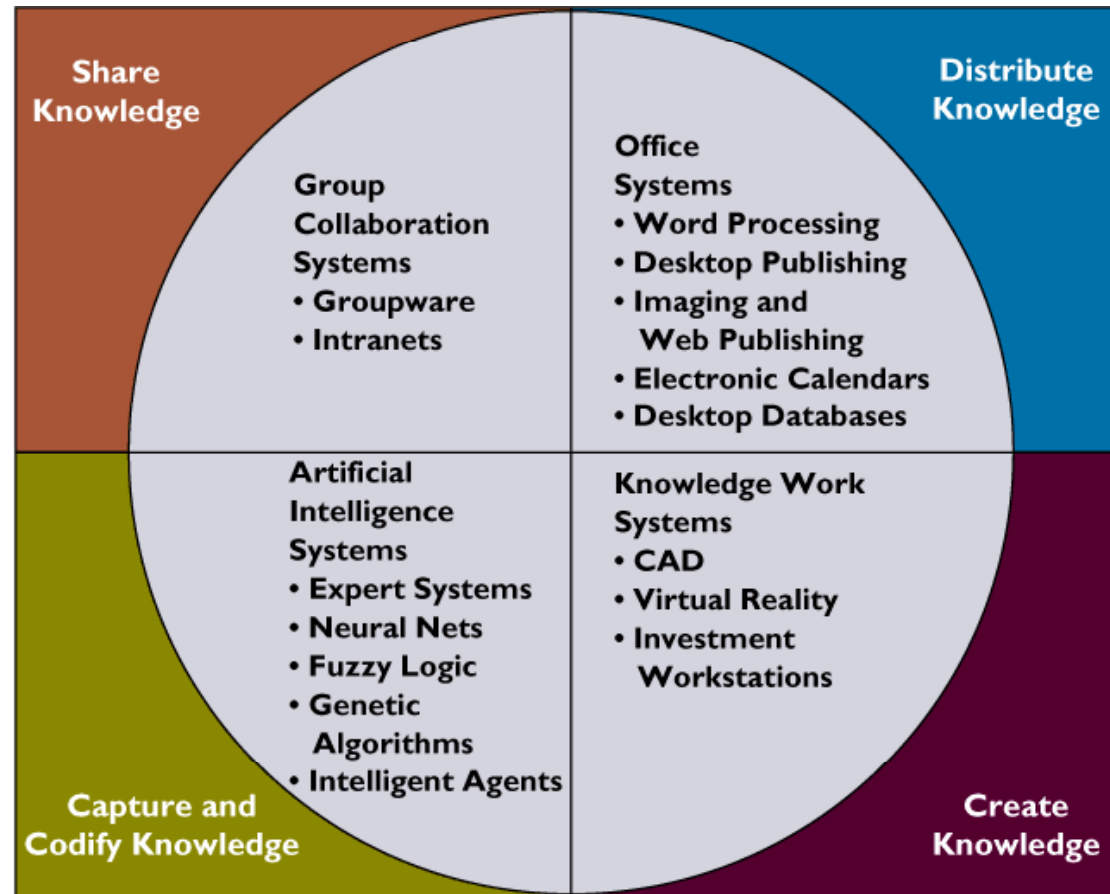 Share
Knowledge
Group
Collaboration
Systems
• Groupware
• Intranets
Distribute
Knowledge
Office
Systems
• Word Processing
• Desktop Publishing
• Imaging and
Web Publishing
• Electronic Calendars
• Desktop Databases
Artificial
Intelligence
Systems
• Expert Systems
• Neural Nets
• Fuzzy Logic
• Genetic
Algorithms
• Intelligent Agents
Capture and
Codify Knowledge
Knowledge Work
Systems
• CAD
• Virtual Reality
• Investment
Workstations
Create
Knowledge